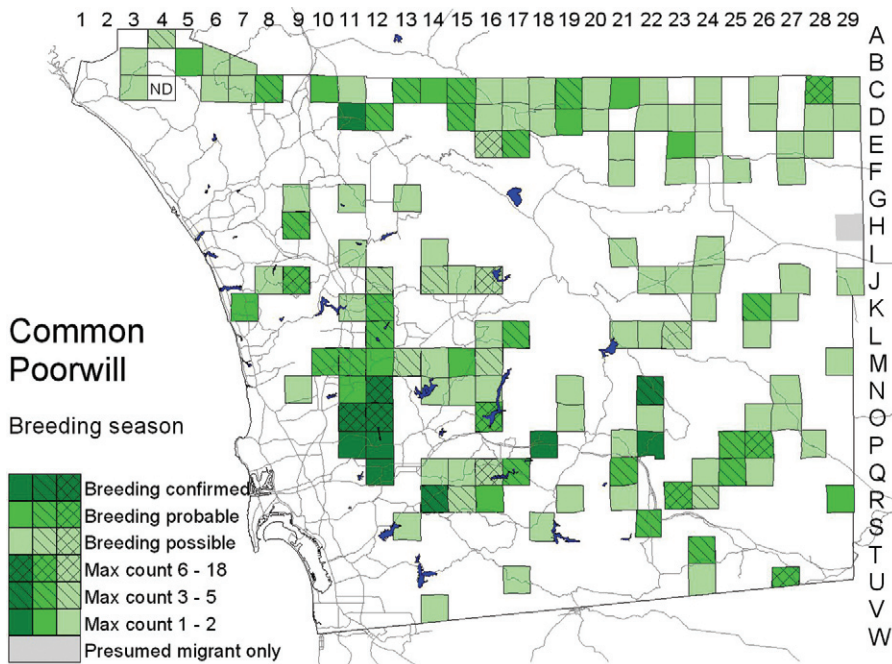 1 2 3 4 5 6 7 8 9 10 11 12 13 14 15 16 17 18 19 20 21 22 23 24 25 26 27 28 29
A
B
C
ND
D
E
F
G
H
I
J
K
L
M
N
O
P
Q
R
S
T
U
V
W
Common
Poorwill
Breeding season
Breeding confirmed
Breeding probable
Breeding possible
Max count 6 - 18
Max count 3 - 5
Max count 1 - 2
Presumed migrant only